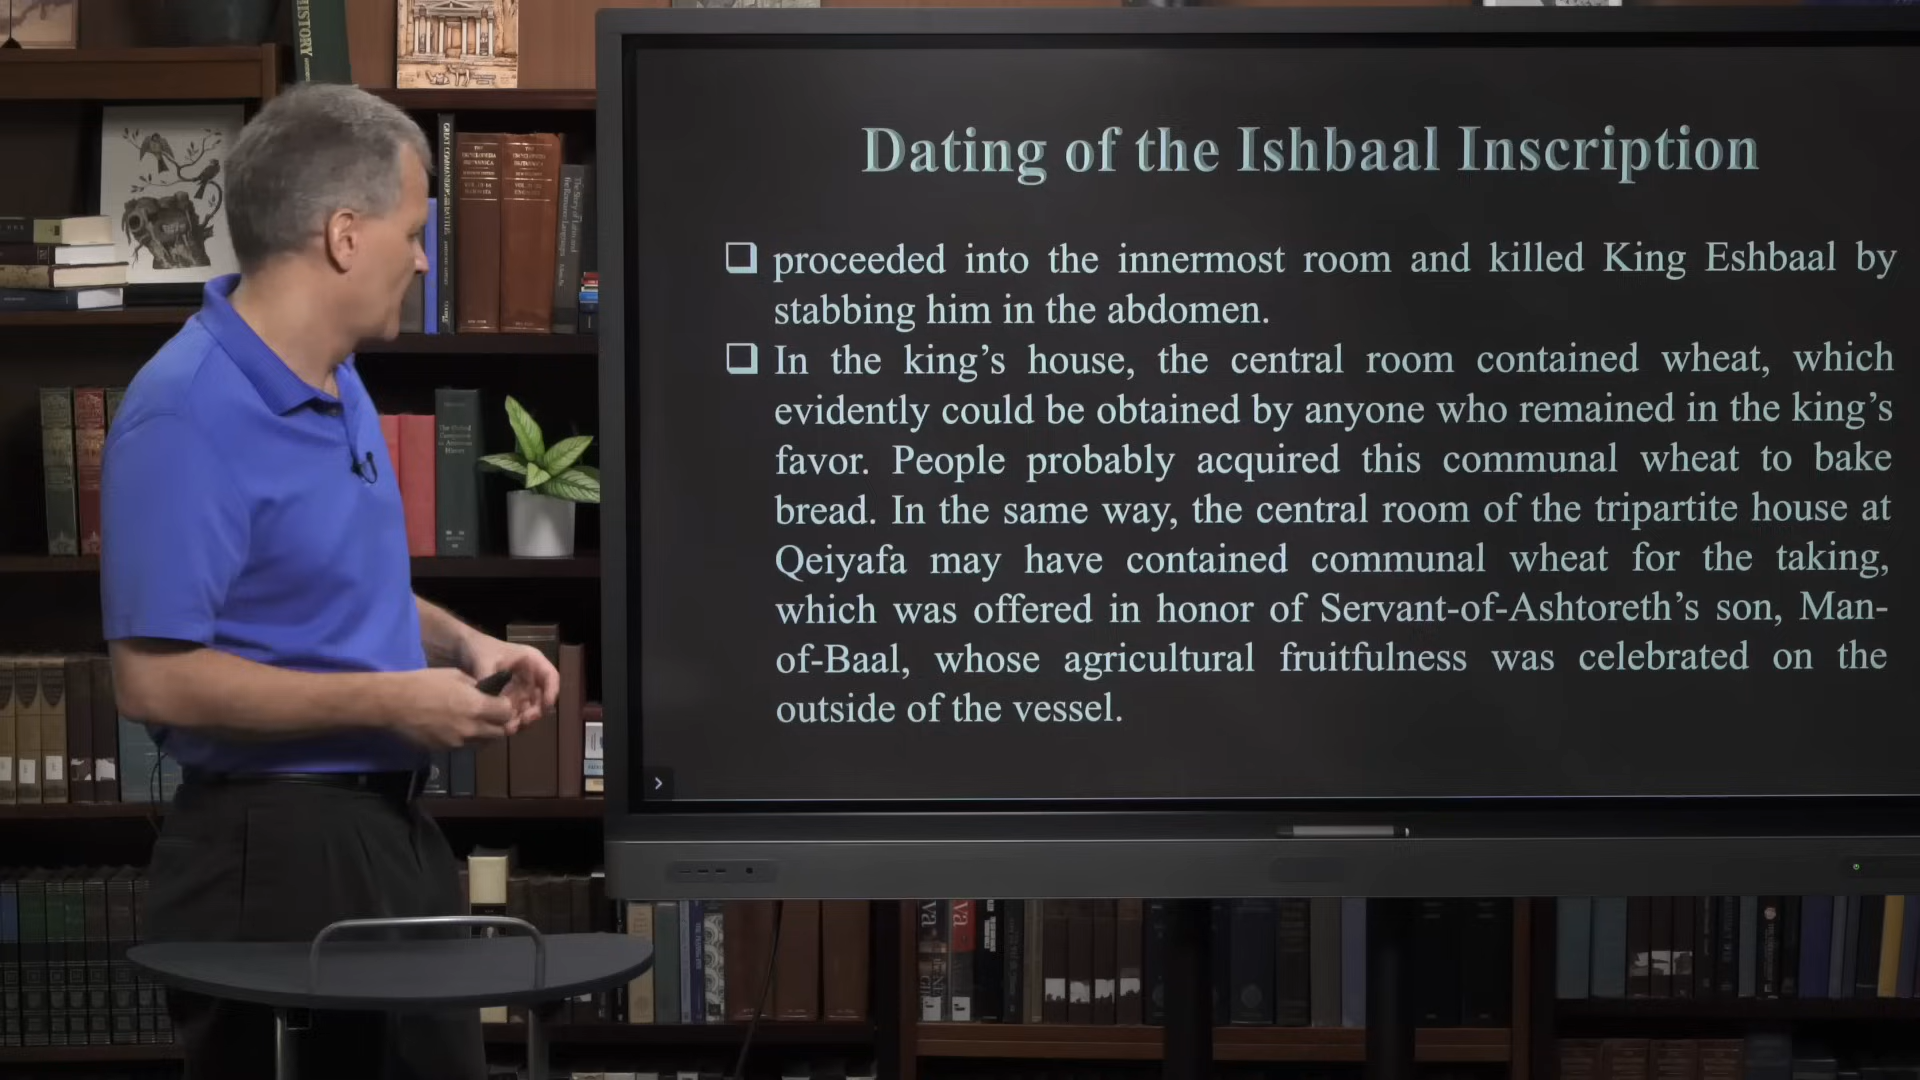 HISTORY
Dating of the Ishbaal Inscription
❑ proceeded into the innermost room and killed King Eshbaal by
stabbing him in the abdomen.
❑ In the king’s house, the central room contained wheat, which
evidently could be obtained by anyone who remained in the king’s
favor. People probably acquired this communal wheat to bake
bread. In the same way, the central room of the tripartite house at
Qeiyafa may have contained communal wheat for the taking,
which was offered in honor of Servant-of-Ashtoreth’s son, Man-
of-Baal, whose agricultural fruitfulness was celebrated on the
outside of the vessel.